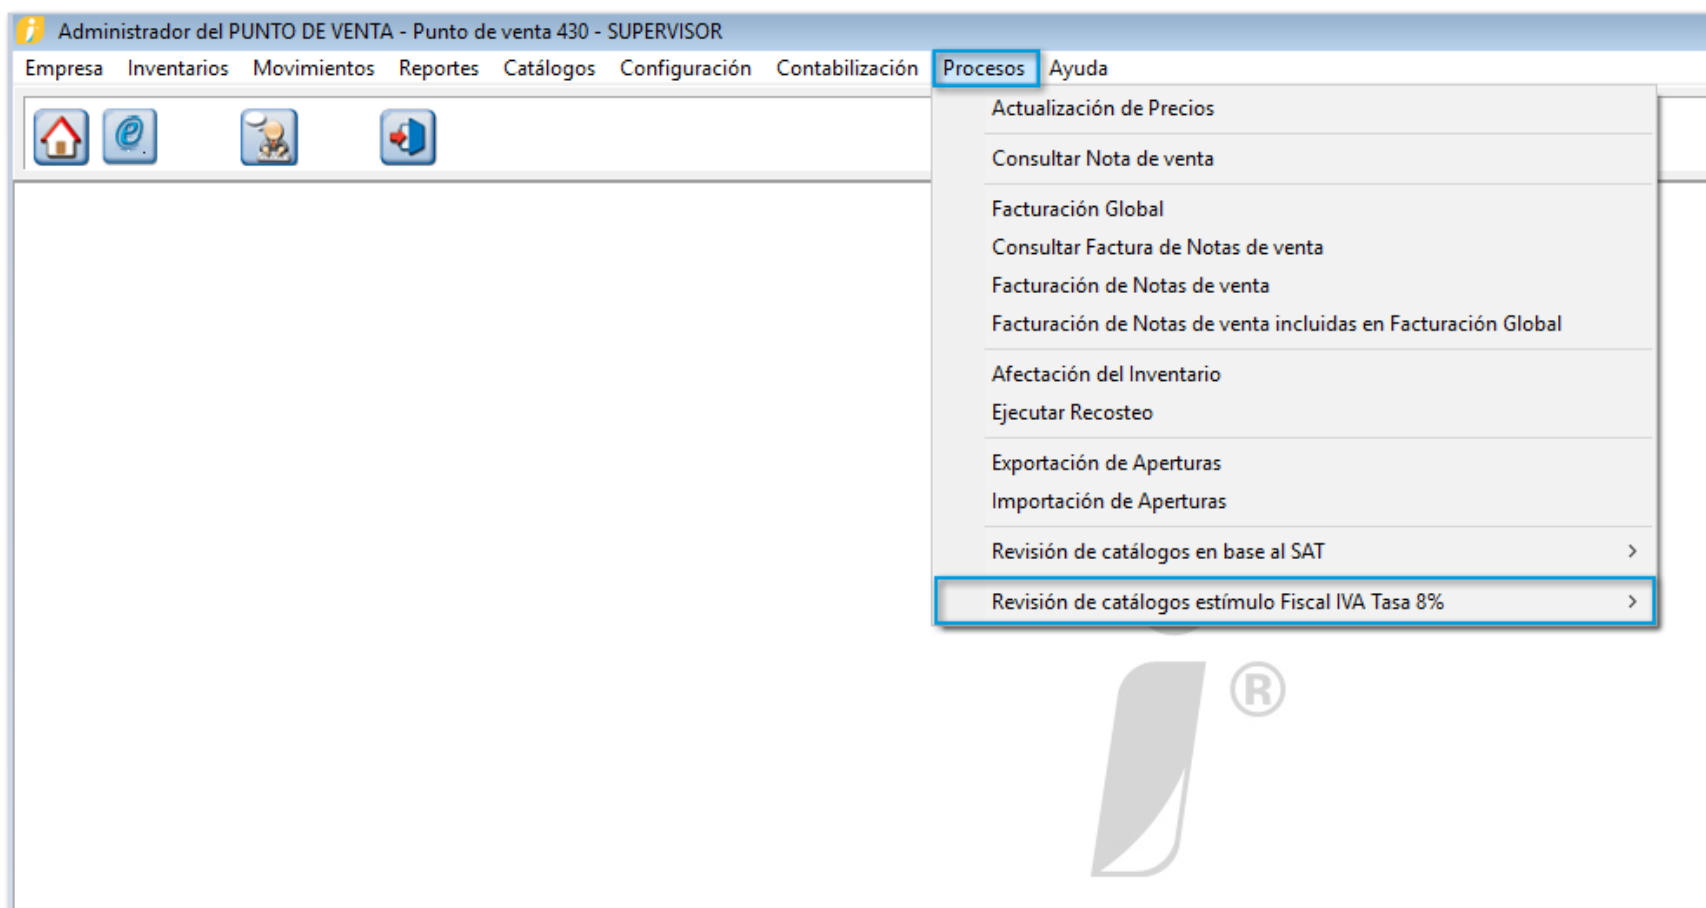 Administrador del PUNTO DE VENTA - Punto de venta 430 - SUPERVISOR
Empresa Inventarios Movimientos Reportes Catálogos Configuración Contabilización Procesos Ayuda
Actualización de Precios
Consultar Nota de venta
Facturación Global
Consultar Factura de Notas de venta
Facturación de Notas de venta
Facturación de Notas de venta incluidas en Facturación Global
Afectación del Inventario
Ejecutar Recosteo
Exportación de Aperturas
Importación de Aperturas
Revisión de catálogos en base al SAT
Revisión de catálogos estímulo Fiscal IVA Tasa 8%
®